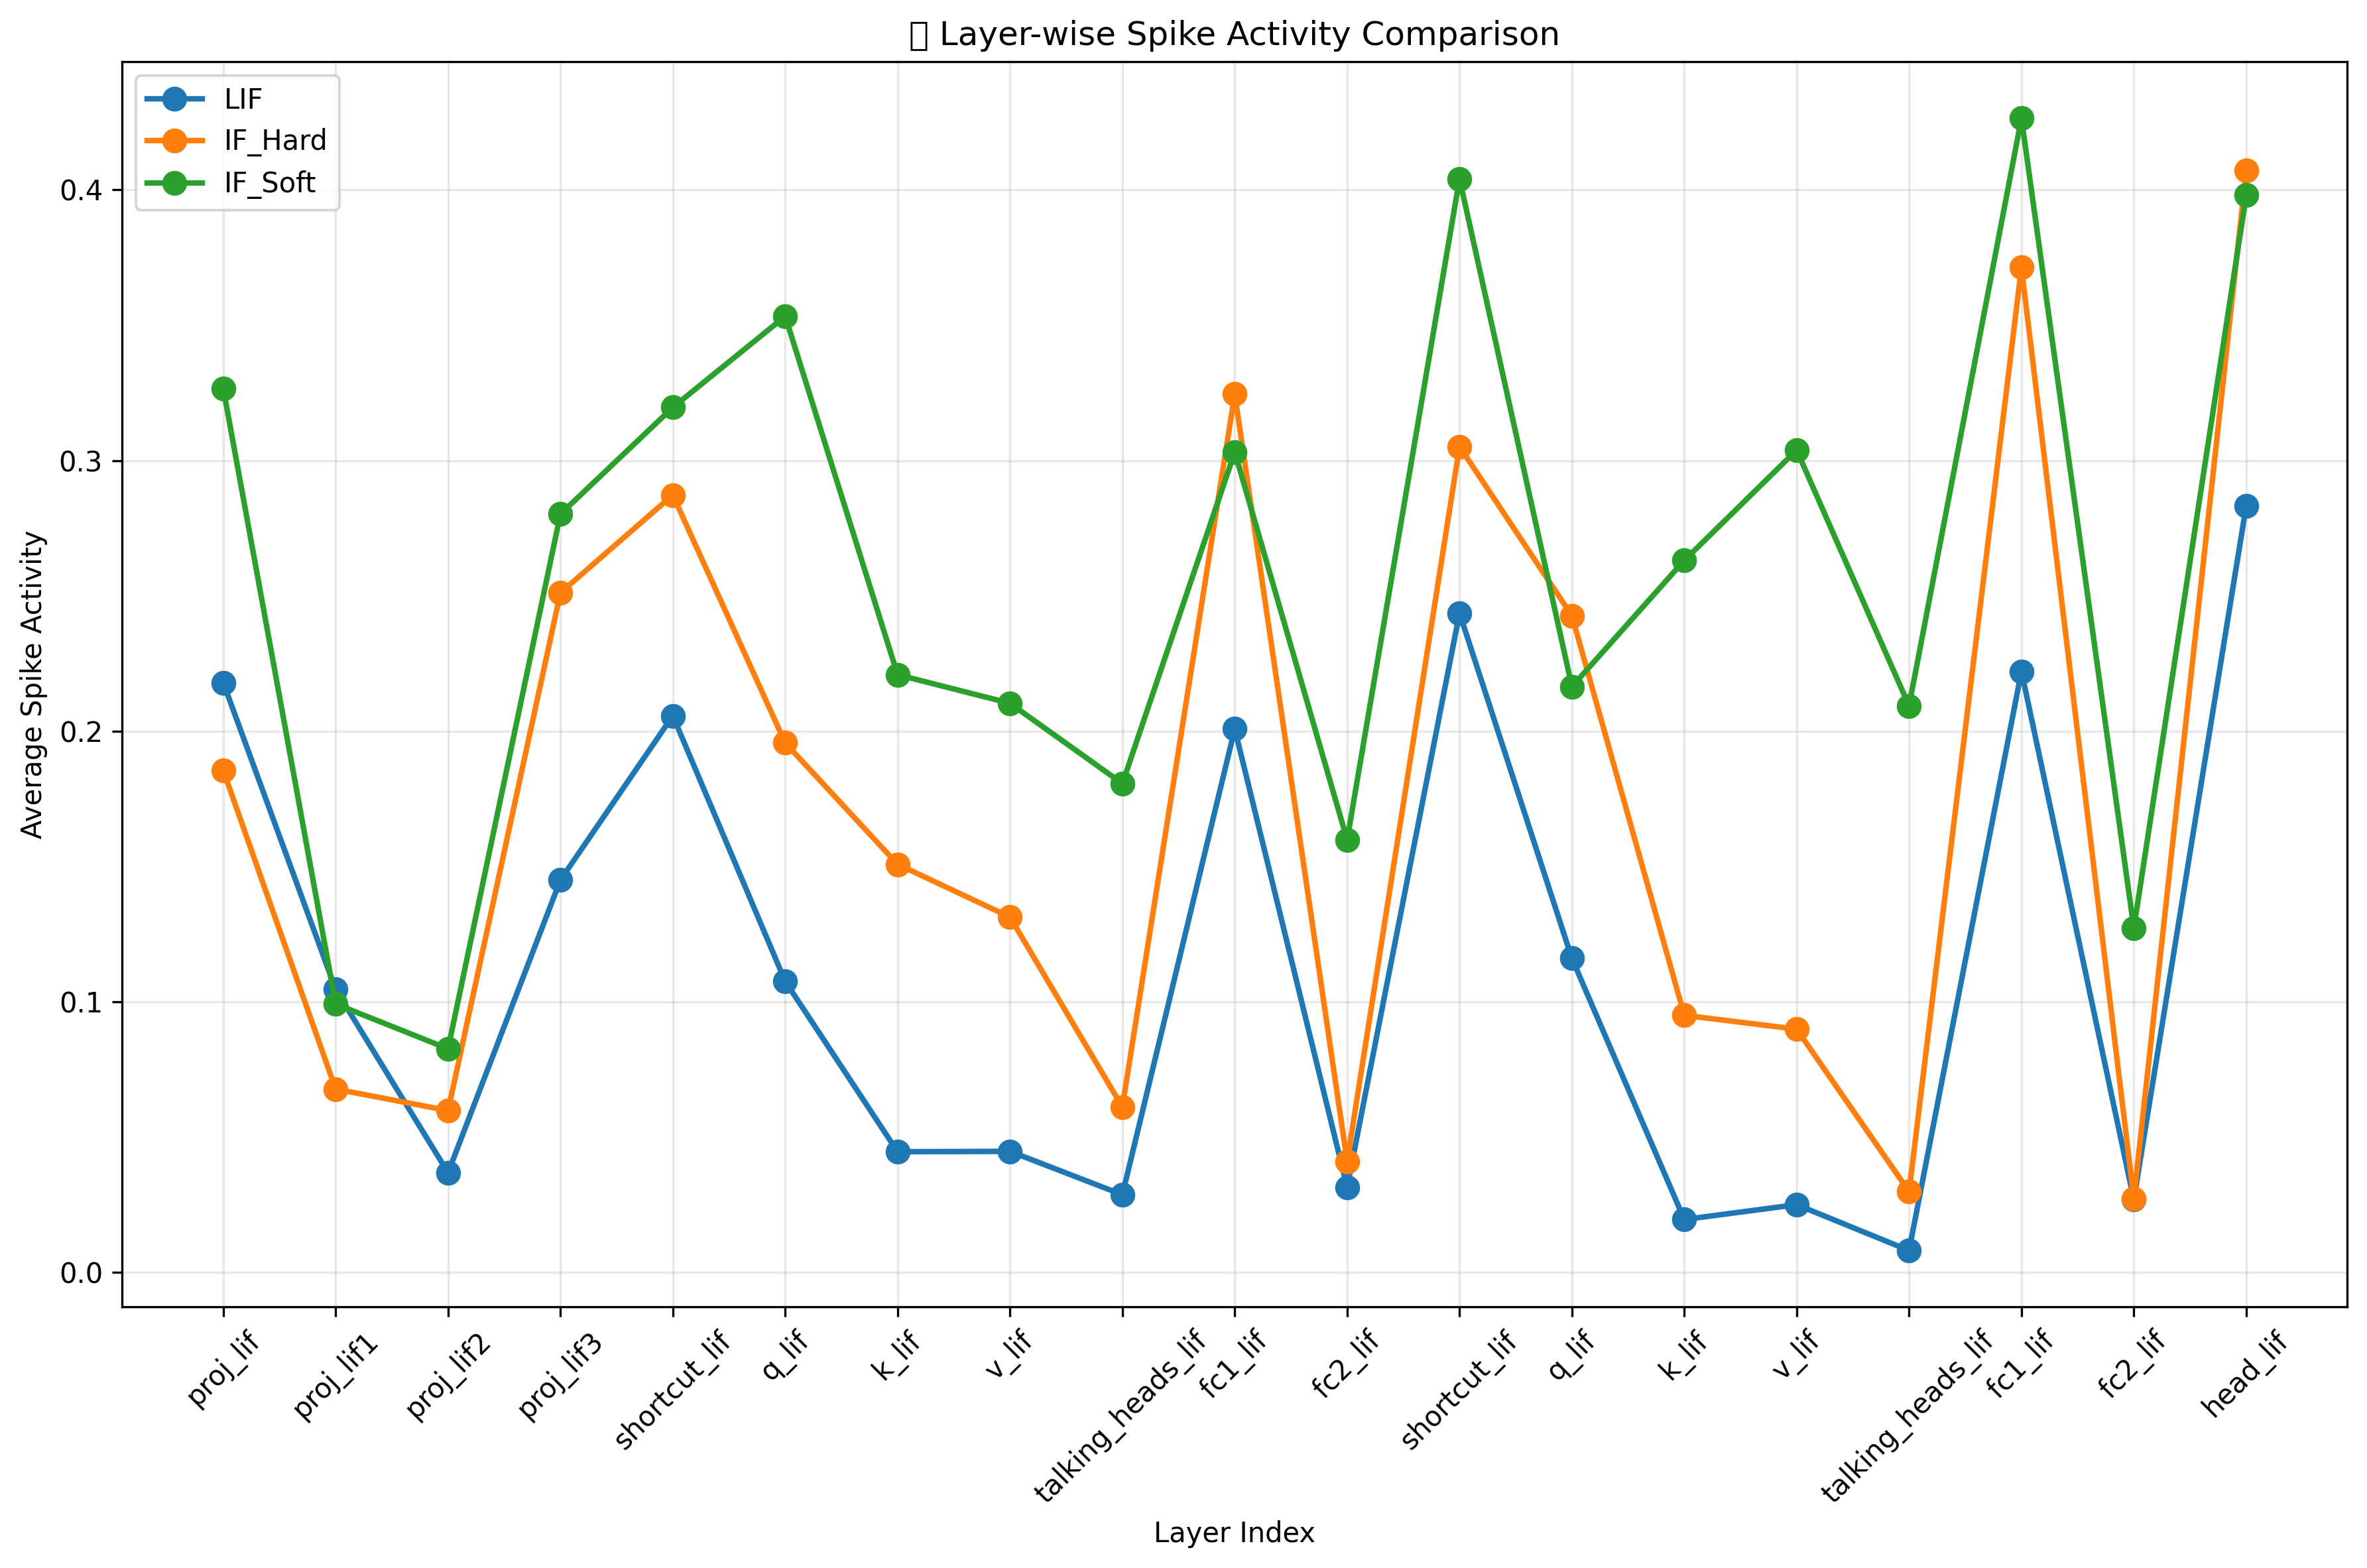 ▯ Layer-wise Spike Activity Comparison
LIF
IF_Hard
IF_Soft
Average Spike Activity
0.4
0.3
0.2
0.1
0.0
proj_lif
proj_lif1
proj_lif2
proj_lif3
shortcut_lif
q_lif
k_lif
v_lif
talking_heads_lif
fc1_lif
fc2_lif
shortcut_lif
q_lif
k_lif
v_lif
talking_heads_lif
fc1_lif
fc2_lif
head_lif
Layer Index